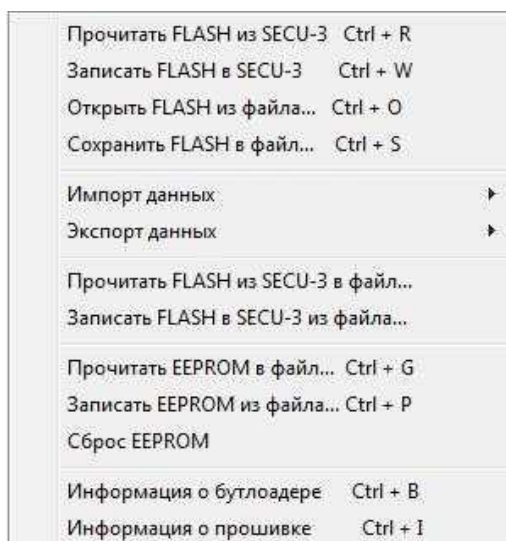 Прочитать FLASH из SECU-3 Ctrl + R
Записать FLASH в SECU-3 Ctrl + W
Открыть FLASH из файла... Ctrl + O
Сохранить FLASH в файл... Ctrl + S
Импорт данных
Экспорт данных
Прочитать FLASH из SECU-3 в файл...
Записать FLASH в SECU-3 из файла...
Прочитать EEPROM в файл... Ctrl + G
Записать EEPROM из файла... Ctrl + P
Сброс EEPROM
Информация о бутлоадере Ctrl + B
Информация о прошивке Ctrl + I